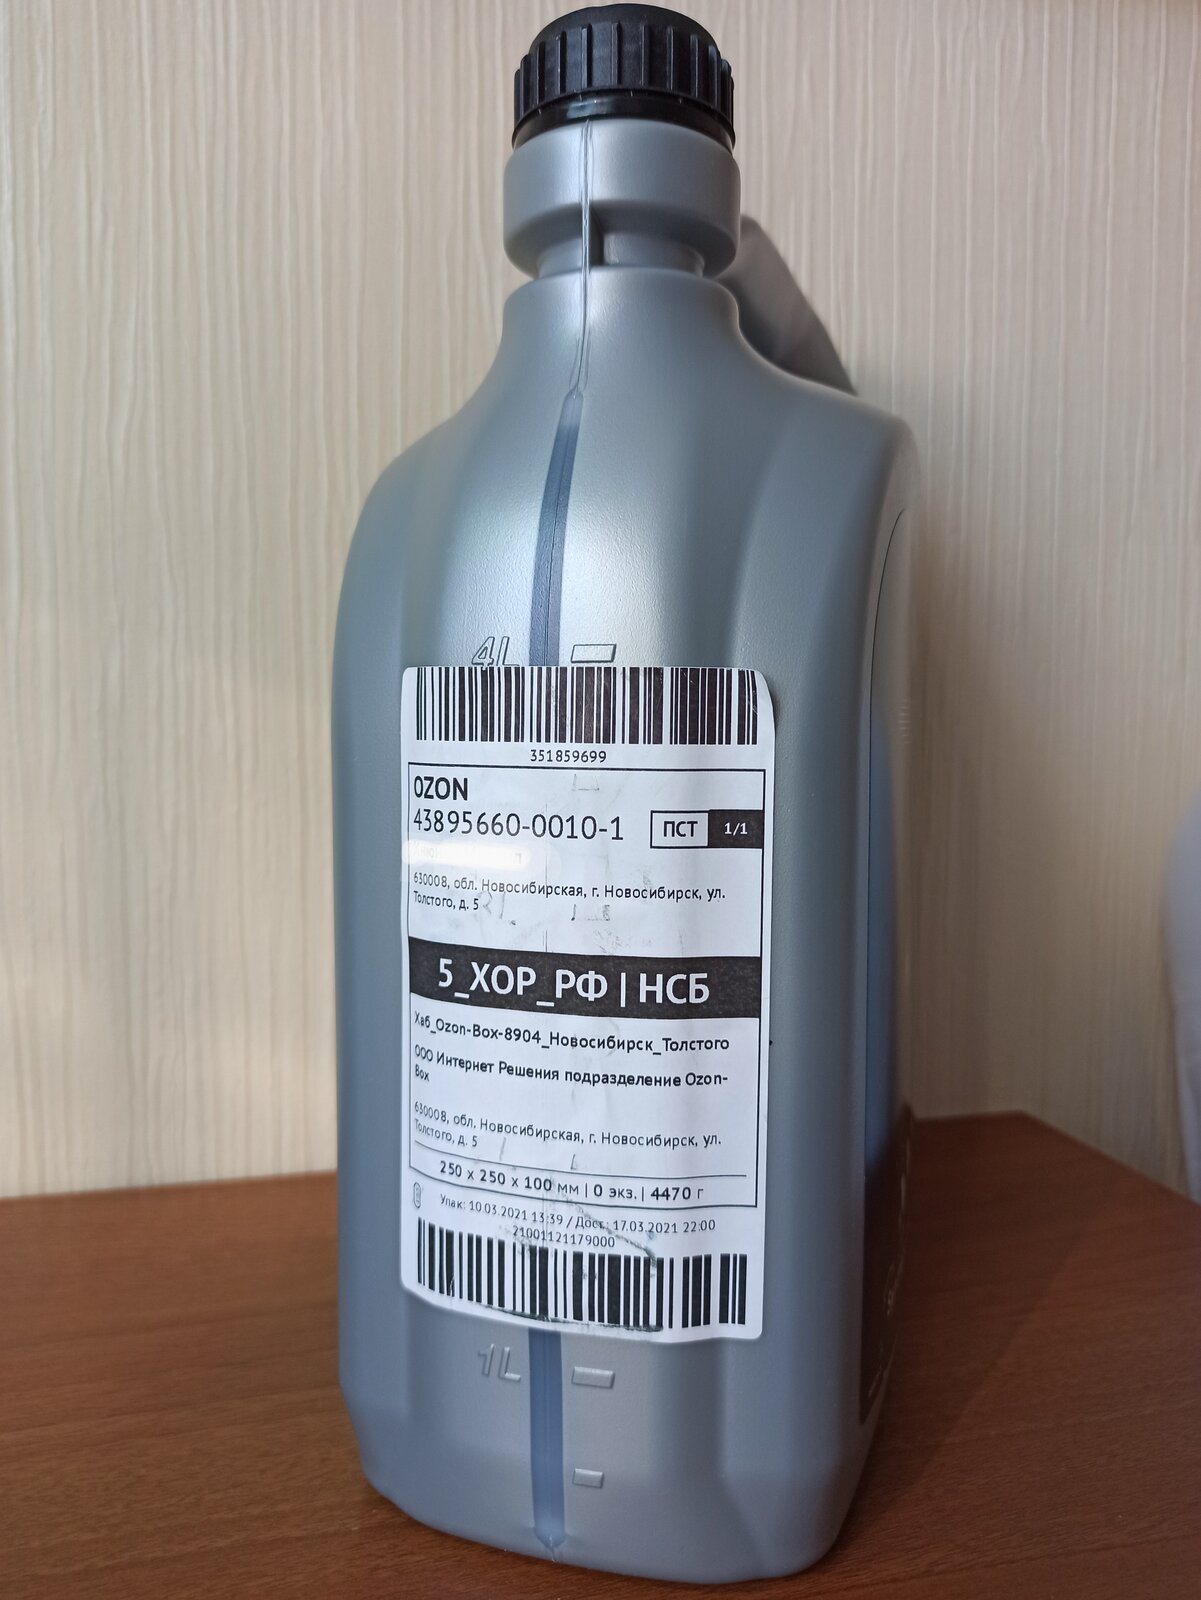 4L
351859699
OZON
43895660-0010-1
ПСТ 1/1
630008, обл. Новосибирская, г. Новосибирск, ул.
Толстого, д. 5
5_ХОР_РФ | НСБ
Хаб_Ozon-Box-8904_Новосибирск_Толстого
ООО Интернет Решения подразделение Ozon-
Box
630008, обл. Новосибирская, г. Новосибирск, ул.
Толстого, д. 5
250 x 250 x 100 мм | 0 экз. | 4470 г
Упак: 10.03.2021 13:39 / Дост: 17.03.2021 22:00
21001121179000
1L